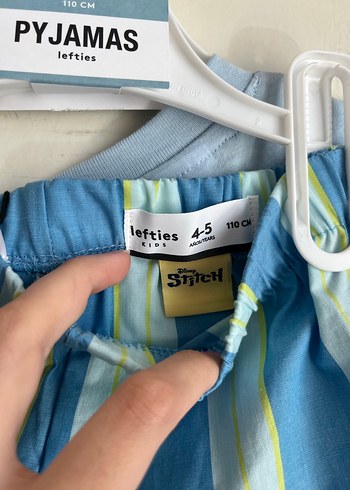 110 CM
PYJAMAS
lefties
lefties
KIDS
4-5
AÑOS/YEARS
110 CM
Disney
STITCH